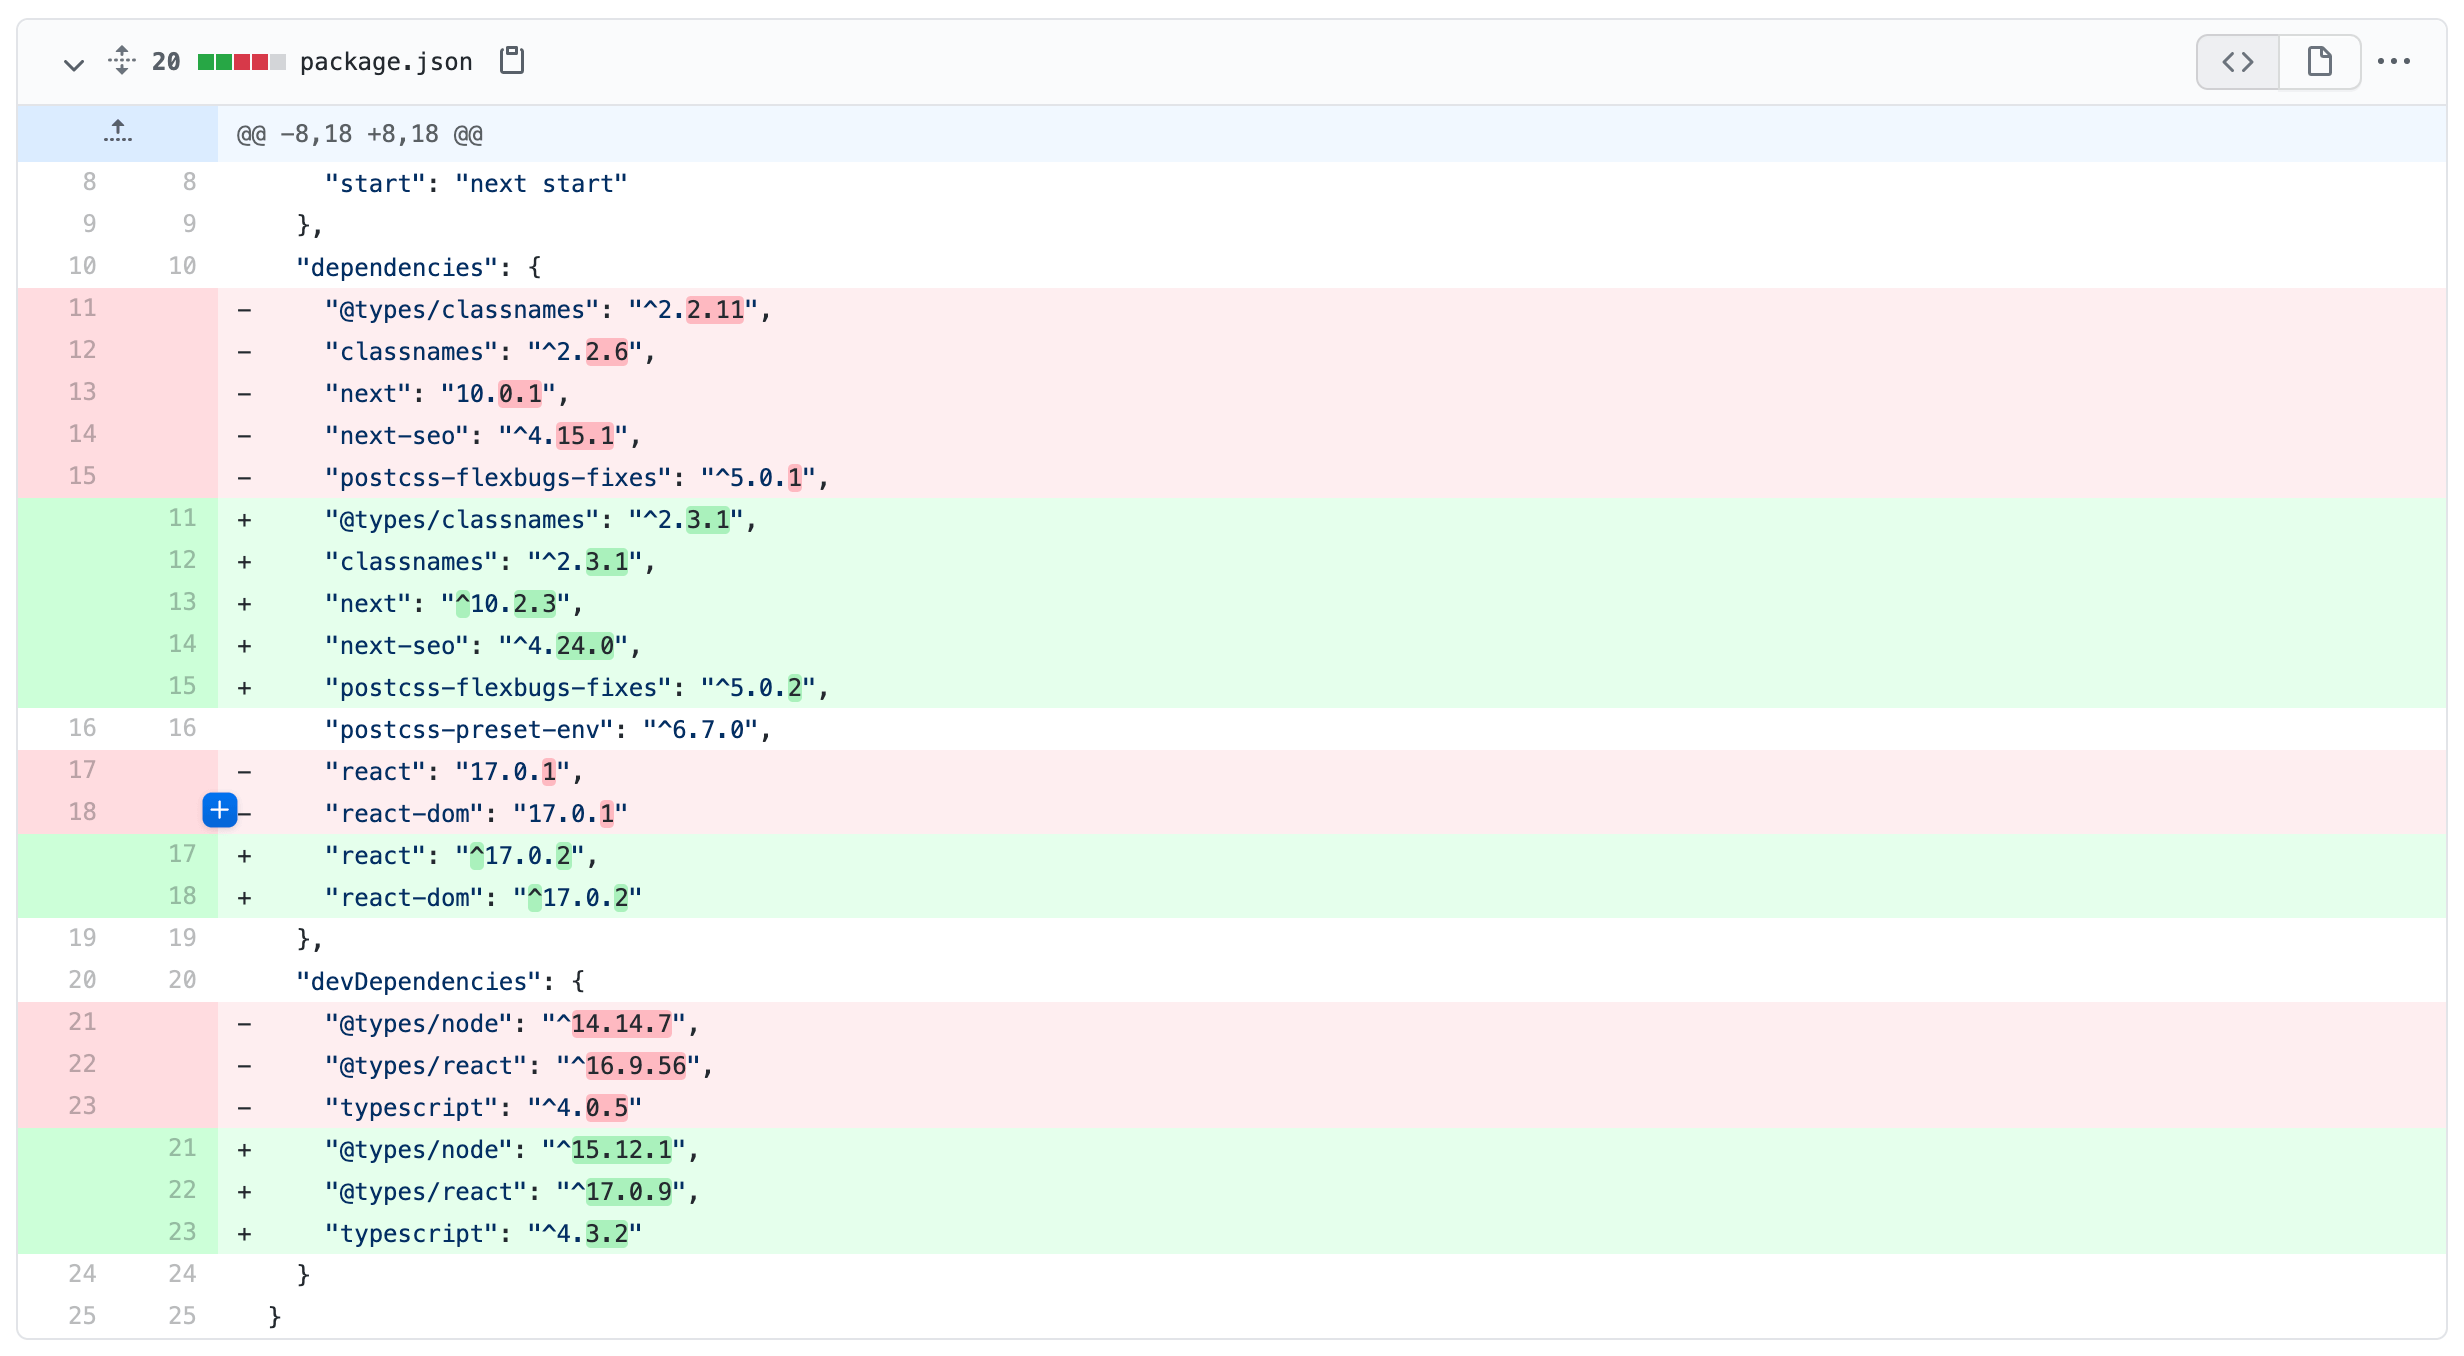 20 package.json
@@ -8,18 +8,18 @@
8 8 "start": "next start"
9 9 },
10 10 "dependencies": {
11 - "@types/classnames": "^2.2.11",
12 - "classnames": "^2.2.6",
13 - "next": "10.0.1",
14 - "next-seo": "^4.15.1",
15 - "postcss-flexbugs-fixes": "^5.0.1",
11 + "@types/classnames": "^2.3.1",
12 + "classnames": "^2.3.1",
13 + "next": "^10.2.3",
14 + "next-seo": "^4.24.0",
15 + "postcss-flexbugs-fixes": "^5.0.2",
16 16 "postcss-preset-env": "^6.7.0",
17 - "react": "17.0.1",
18 - "react-dom": "17.0.1"
17 + "react": "^17.0.2",
18 + "react-dom": "^17.0.2"
19 19 },
20 20 "devDependencies": {
21 - "@types/node": "^14.14.7",
22 - "@types/react": "^16.9.56",
23 - "typescript": "^4.0.5"
21 + "@types/node": "^15.12.1",
22 + "@types/react": "^17.0.9",
23 + "typescript": "^4.3.2"
24 24 }
25 25 }